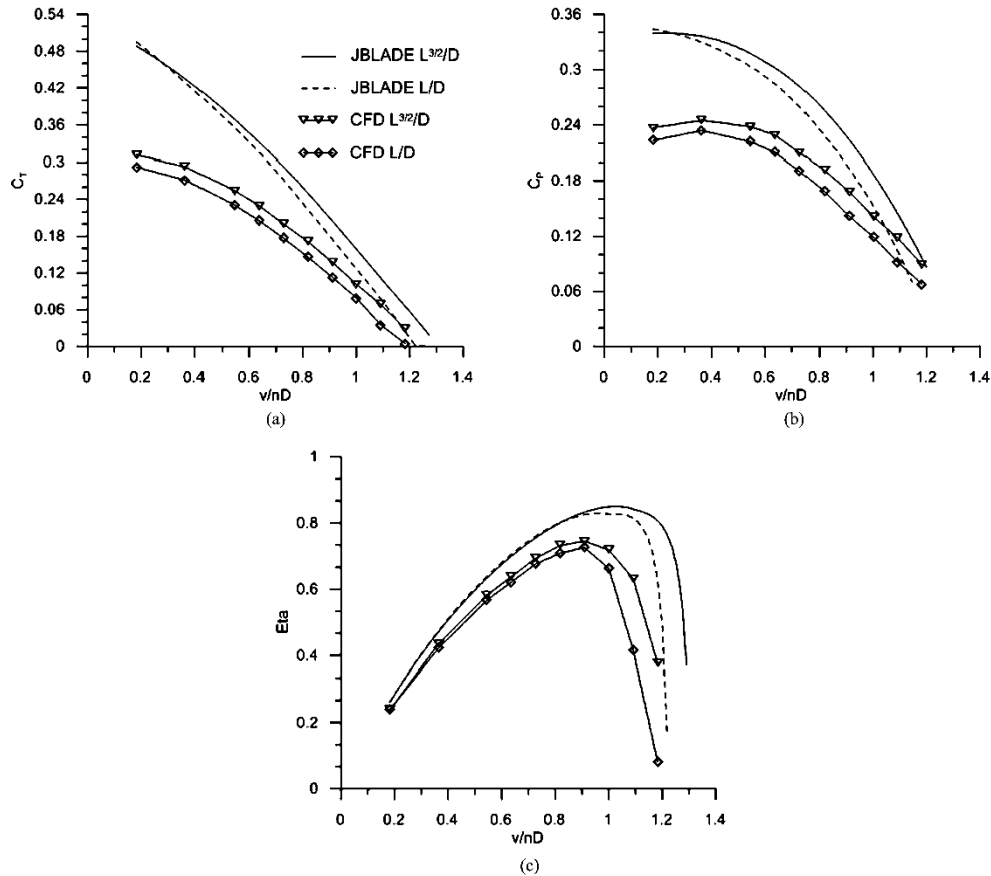 0.54
0.48
0.42
0.36
0.3
0.24
0.18
0.12
0.06
0
C_T
0 0.2 0.4 0.6 0.8 1 1.2 1.4
v/nD
(a)
JBLADE L^3/2/D
JBLADE L/D
CFD L^3/2/D
CFD L/D
0.36
0.3
0.24
0.18
0.12
0.06
0
C_P
0 0.2 0.4 0.6 0.8 1 1.2 1.4
v/nD
(b)
1
0.8
0.6
0.4
0.2
0
Eta
0 0.2 0.4 0.6 0.8 1 1.2 1.4
v/nD
(c)